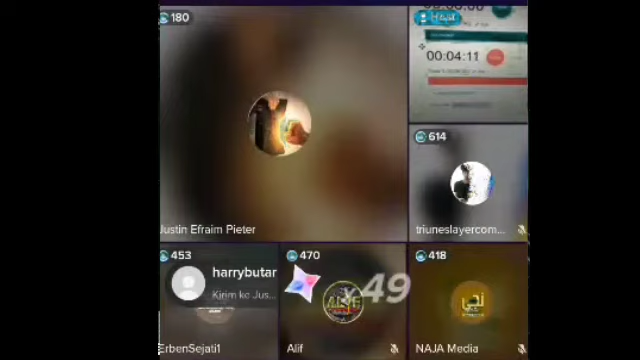 180
00:04:11
614
Justin Efraim Pieter
triuneslayercom...
453
harrybutar
Kirim ke Jus...
ErbenSejati1
470
x49
Alif
418
NAJA Media